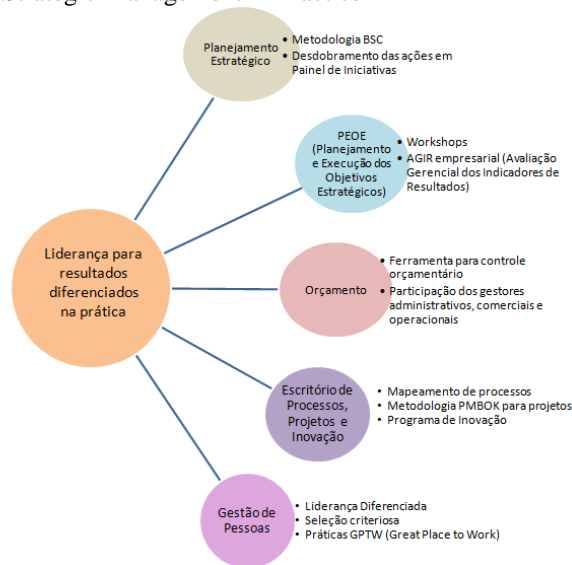 Planejamento
Estratégico
• Metodologia BSC
• Desdobramento das ações em
Painel de Iniciativas
PEOE
(Planejamento
e Execução dos
Objetivos
Estratégicos)
• Workshops
• AGIR empresarial (Avaliação
Gerencial dos Indicadores de
Resultados)
Liderança para
resultados
diferenciados
na prática
Orçamento
• Ferramenta para controle
orçamentário
• Participação dos gestores
administrativos, comerciais e
operacionais
Escritório de
Processos,
Projetos e
Inovação
• Mapeamento de processos
• Metodologia PMBOK para projetos
• Programa de Inovação
Gestão de
Pessoas
• Liderança Diferenciada
• Seleção criteriosa
• Práticas GPTW (Great Place to Work)